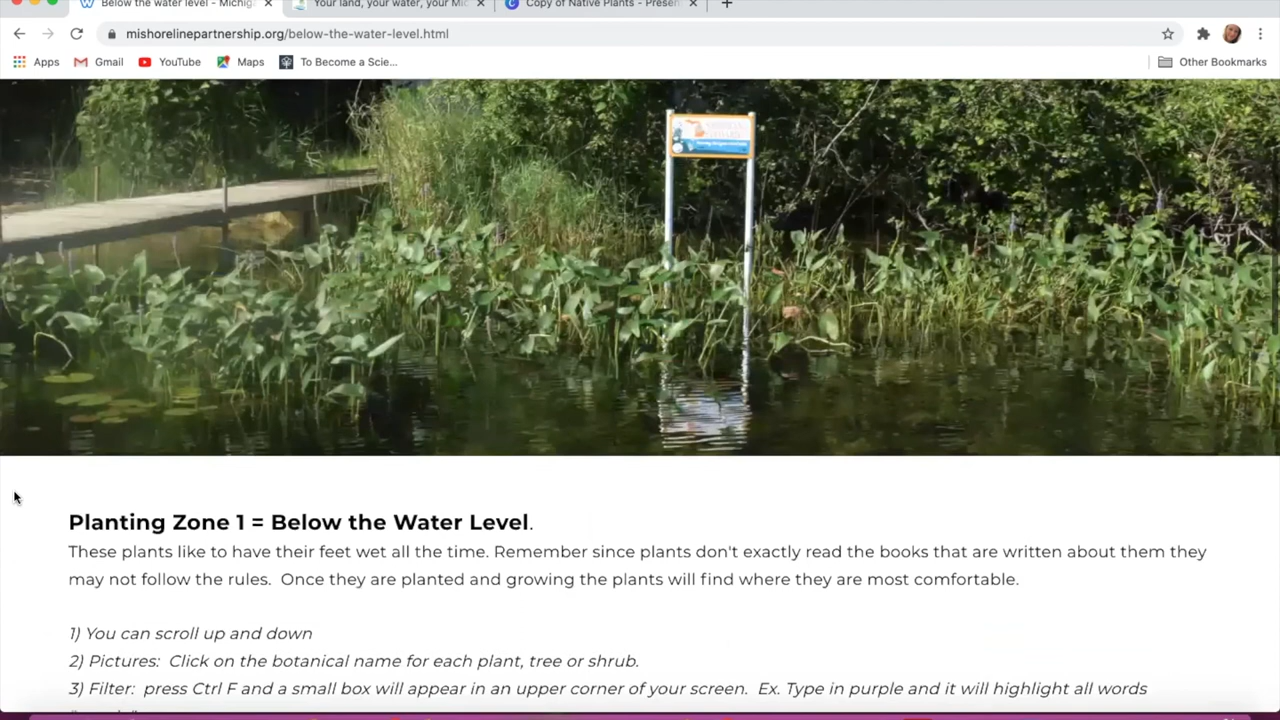 Below the water level - Michig
Your land, your water, your Mic
Copy of Native Plants - Present
mishorelinepartnership.org/below-the-water-level.html
Apps
Gmail
YouTube
Maps
To Become a Scie...
Other Bookmarks
Planting Zone 1 = Below the Water Level.
These plants like to have their feet wet all the time. Remember since plants don't exactly read the books that are written about them they
may not follow the rules. Once they are planted and growing the plants will find where they are most comfortable.
1) You can scroll up and down
2) Pictures: Click on the botanical name for each plant, tree or shrub.
3) Filter: press Ctrl F and a small box will appear in an upper corner of your screen. Ex. Type in purple and it will highlight all words